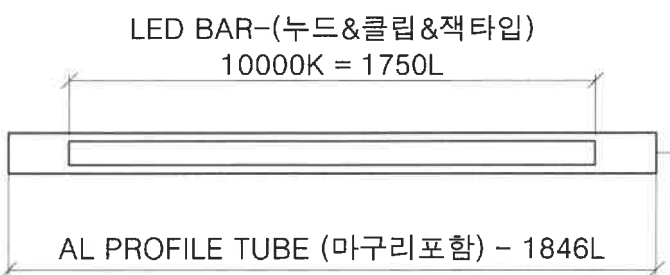 LED BAR-(누드&클립&잭타입)
10000K = 1750L
AL PROFILE TUBE (마구리포함) - 1846L